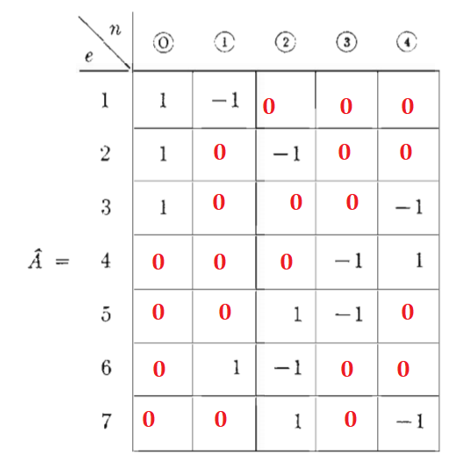 n
e ⓪ ① ② ③ ④
1 1 −1 0 0 0
2 1 0 −1 0 0
3 1 0 0 0 −1
Â = 4 0 0 0 −1 1
5 0 0 1 −1 0
6 0 1 −1 0 0
7 0 0 1 0 −1